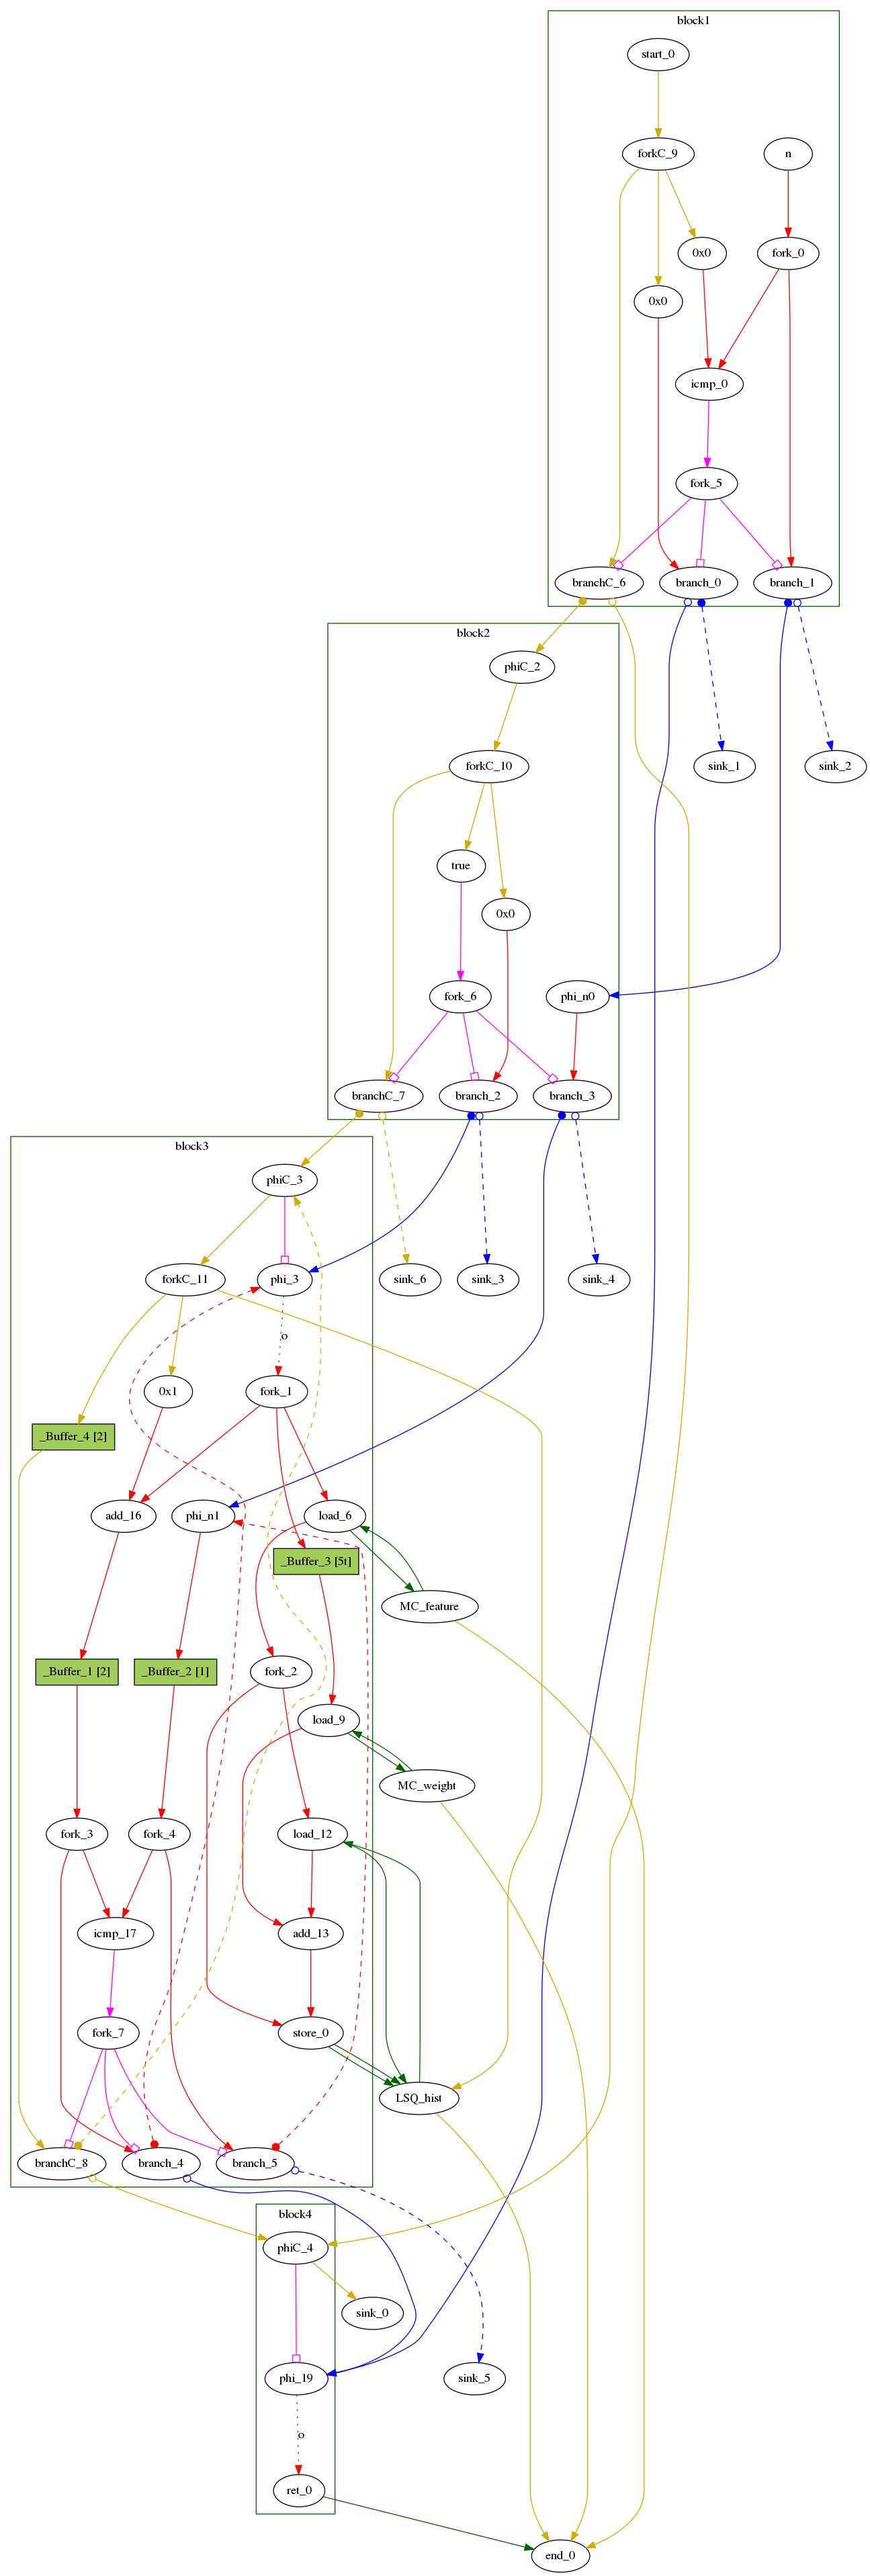 block1
start_0
forkC_9
n
0x0
fork_0
0x0
icmp_0
fork_5
branchC_6
branch_0
branch_1
block2
phiC_2
forkC_10
sink_1
sink_2
true
0x0
fork_6
phi_n0
branchC_7
branch_2
branch_3
block3
phiC_3
forkC_11
phi_3
sink_6
sink_3
sink_4
o
0x1
fork_1
_Buffer_4 [2]
add_16
phi_n1
load_6
_Buffer_3 [5t]
MC_feature
_Buffer_1 [2]
_Buffer_2 [1]
fork_2
load_9
MC_weight
fork_3
fork_4
load_12
icmp_17
add_13
fork_7
store_0
LSQ_hist
branchC_8
branch_4
branch_5
block4
phiC_4
sink_0
phi_19
sink_5
o
ret_0
end_0